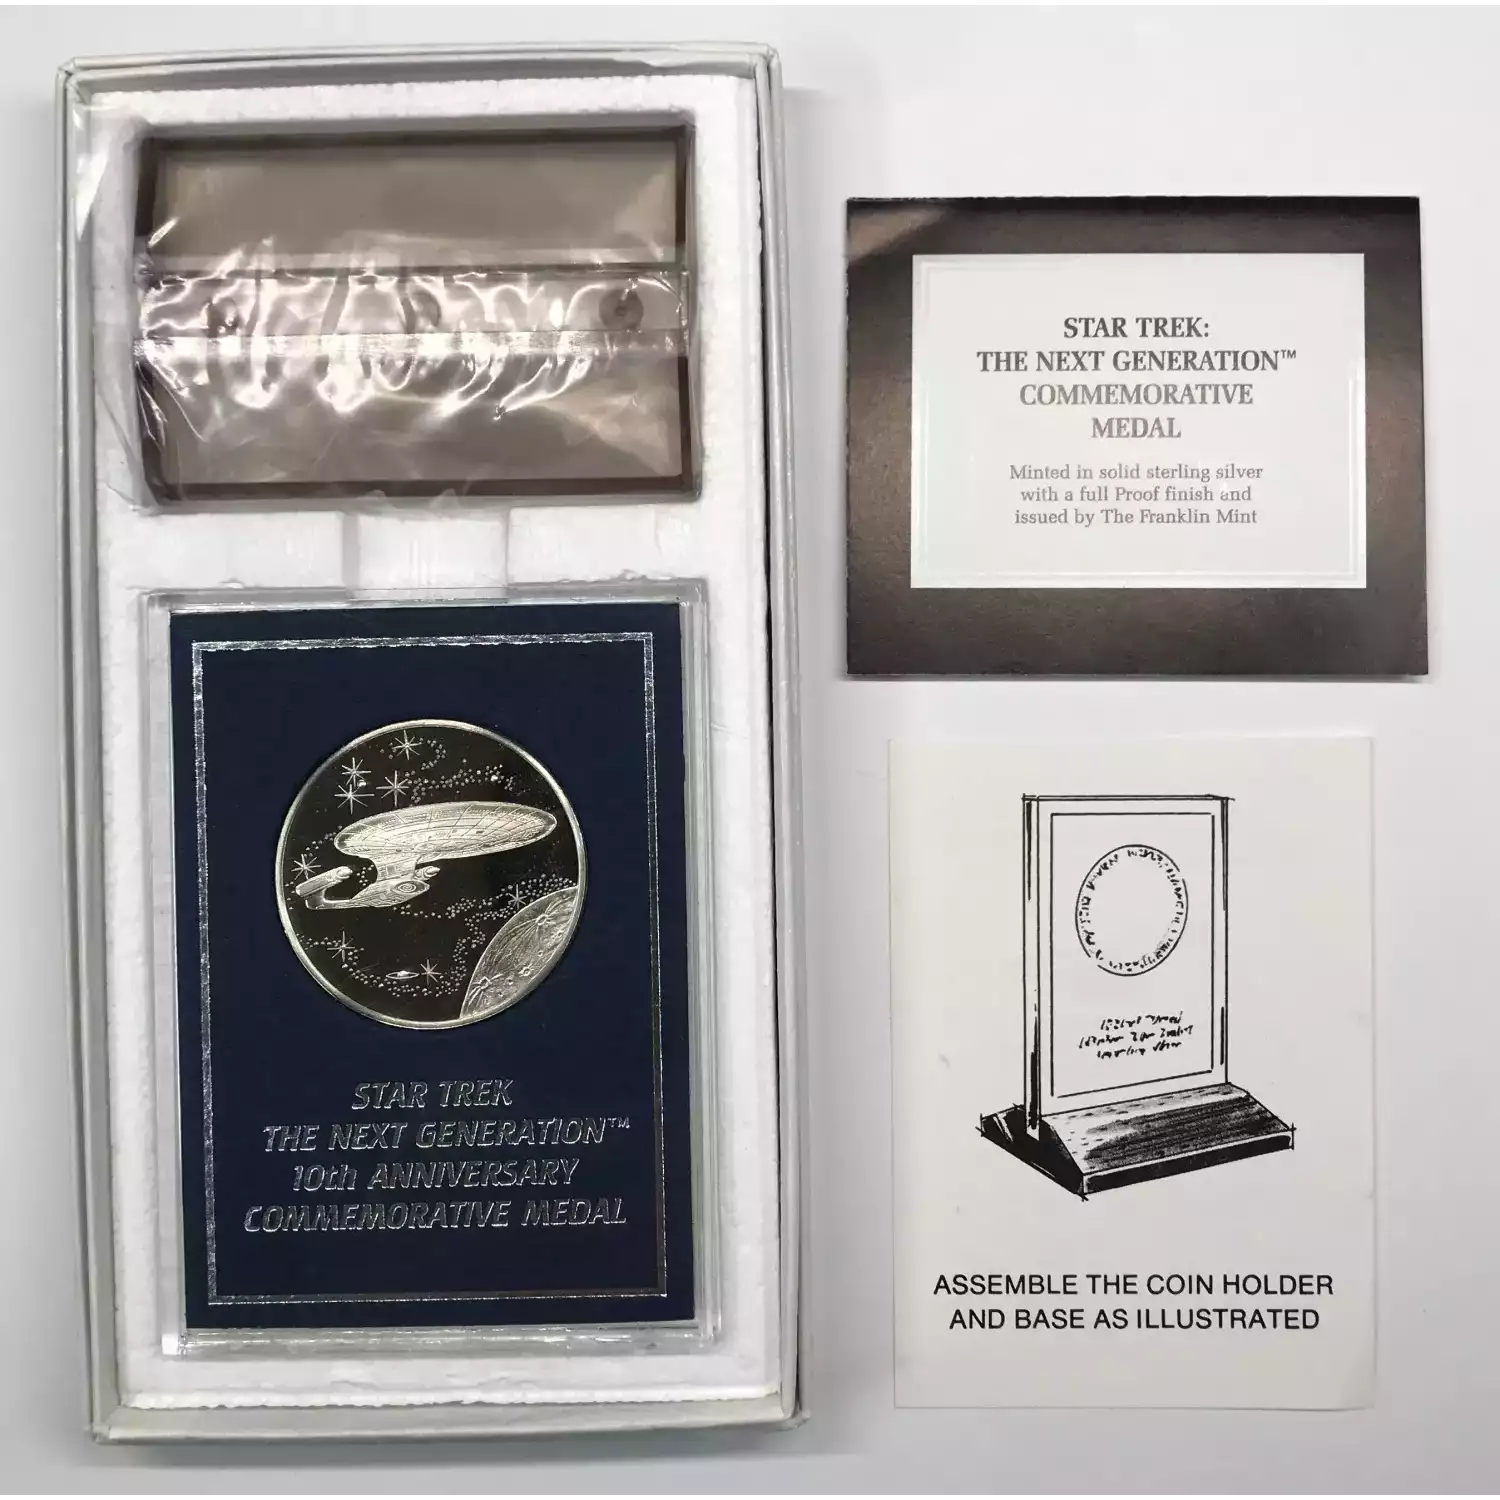 STAR TREK
THE NEXT GENERATION™
10th ANNIVERSARY
COMMEMORATIVE MEDAL
STAR TREK:
THE NEXT GENERATION™
COMMEMORATIVE
MEDAL
Minted in solid sterling silver
with a full Proof finish and
issued by The Franklin Mint
ASSEMBLE THE COIN HOLDER
AND BASE AS ILLUSTRATED